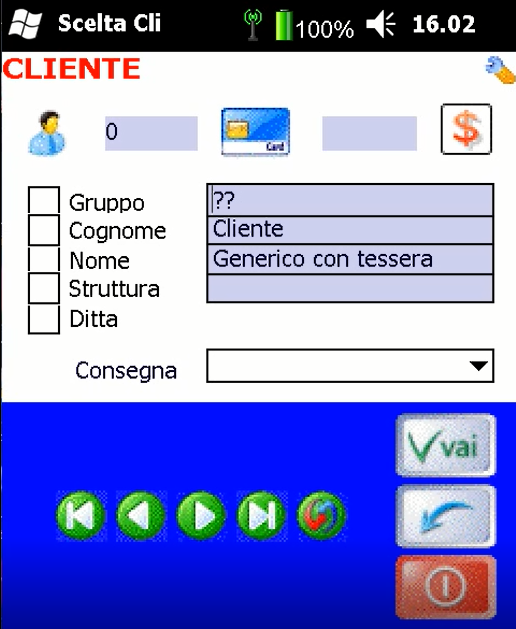 Scelta Cli 100% 16.02
CLIENTE
0 Card $
Gruppo ??
Cognome Cliente
Nome Generico con tessera
Struttura
Ditta
Consegna
vai